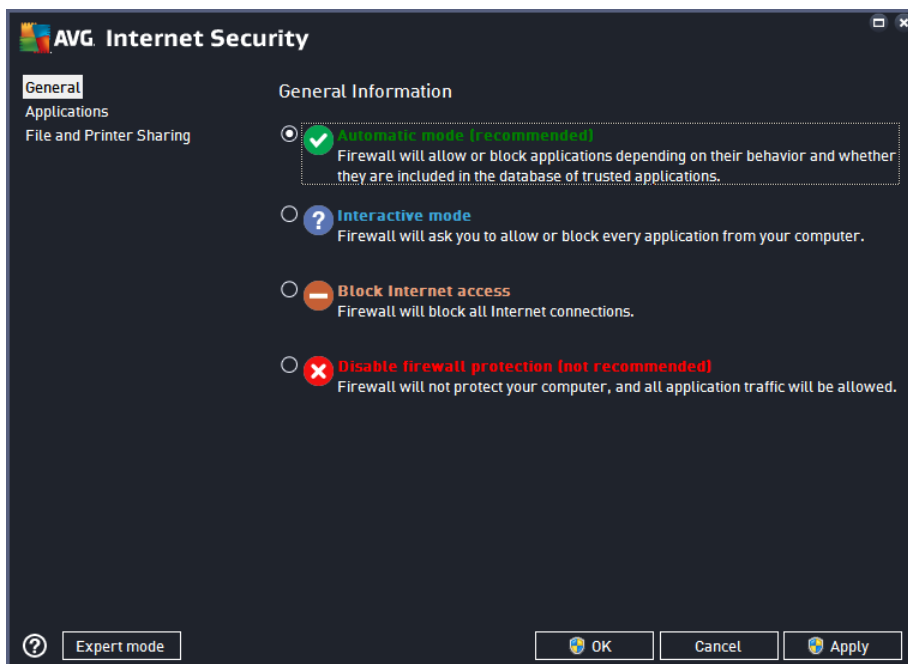 AVG Internet Security
General
Applications
File and Printer Sharing
General Information
Automatic mode (recommended)
Firewall will allow or block applications depending on their behavior and whether
they are included in the database of trusted applications.
Interactive mode
Firewall will ask you to allow or block every application from your computer.
Block Internet access
Firewall will block all Internet connections.
Disable firewall protection (not recommended)
Firewall will not protect your computer, and all application traffic will be allowed.
Expert mode
OK
Cancel
Apply